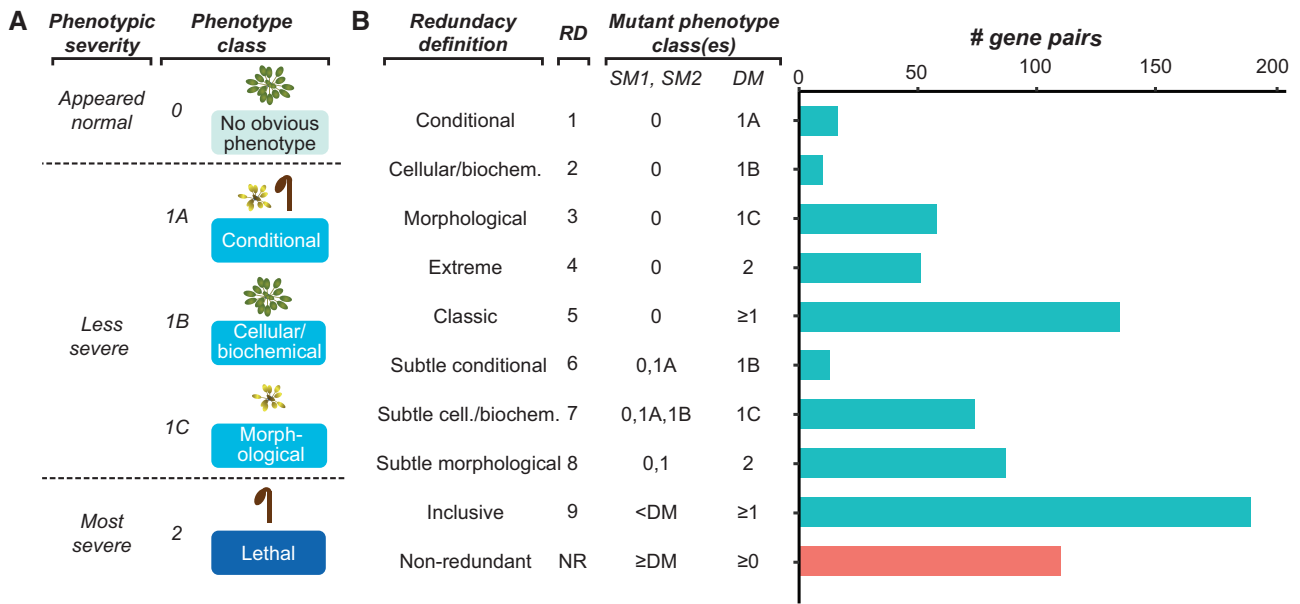 A
Phenotypic
severity
Phenotype
class
Appeared
normal
0
No obvious
phenotype
Less
severe
1A
Conditional
1B
Cellular/
biochemical
1C
Morph-
ological
Most
severe
2
Lethal
B
Redundacy
definition
RD
Mutant phenotype
class(es)
# gene pairs
SM1, SM2 DM
0 50 100 150 200
Conditional 1 0 1A
Cellular/biochem. 2 0 1B
Morphological 3 0 1C
Extreme 4 0 2
Classic 5 0 ≥1
Subtle conditional 6 0,1A 1B
Subtle cell./biochem. 7 0,1A,1B 1C
Subtle morphological 8 0,1 2
Inclusive 9 <DM ≥1
Non-redundant NR ≥DM ≥0